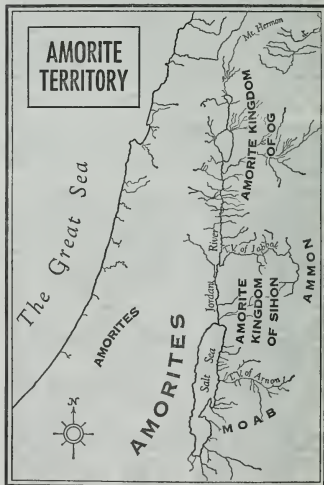 AMORITE
TERRITORY
Mt. Hermon
The Great Sea
AMORITE KINGDOM
OF OG
Jordan River
V. of Jabbok
AMMON
AMORITES
AMORITE
KINGDOM
OF SIHON
AMORITES
Salt Sea
V. of Arnon
MOAB
N